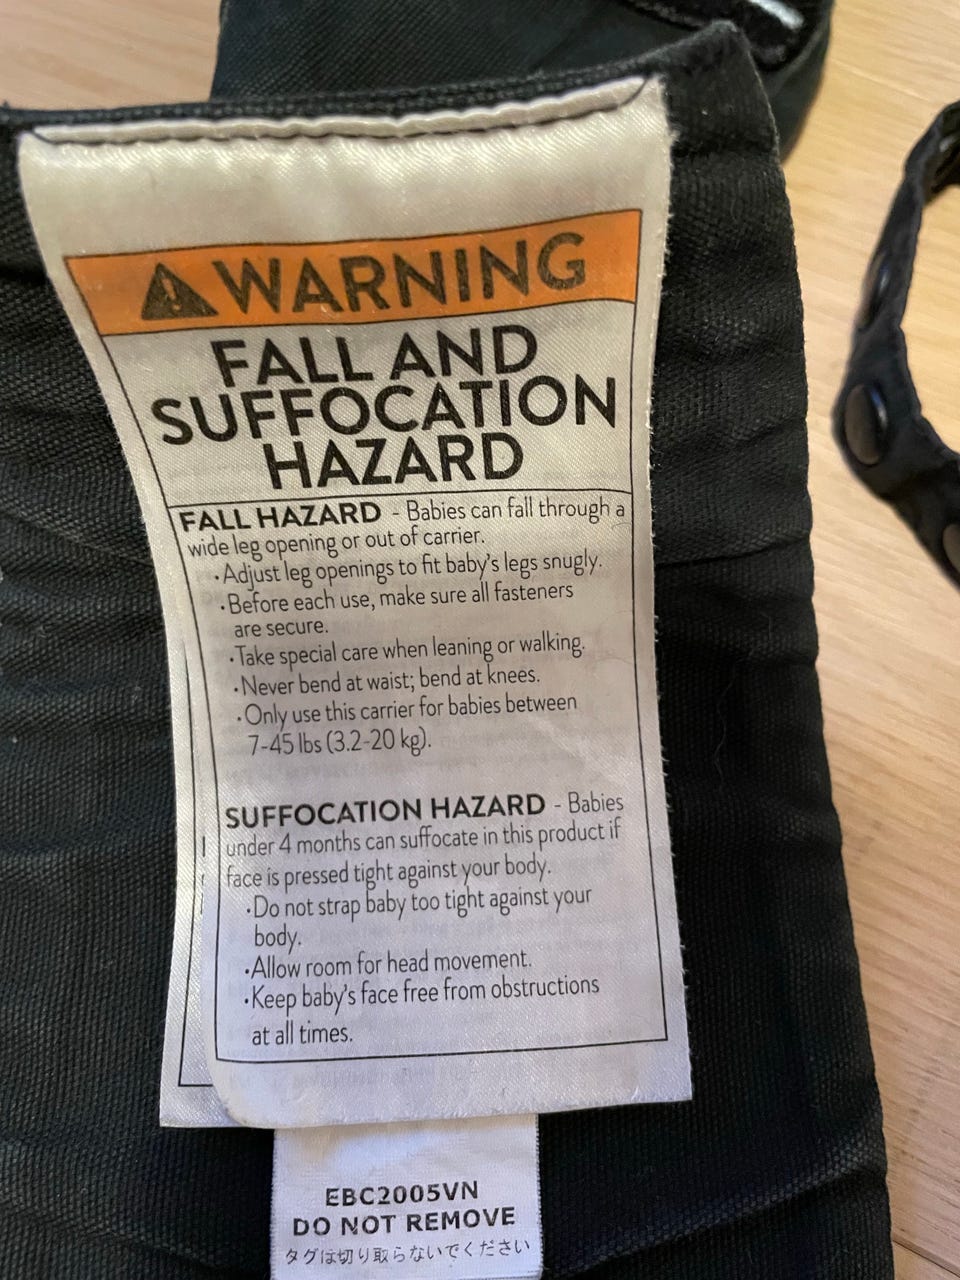 WARNING
FALL AND
SUFFOCATION
HAZARD
FALL HAZARD - Babies can fall through a
wide leg opening or out of carrier.
•Adjust leg openings to fit baby's legs snugly.
•Before each use, make sure all fasteners
are secure.
•Take special care when leaning or walking.
•Never bend at waist; bend at knees.
•Only use this carrier for babies between
7-45 lbs (3.2-20 kg).
SUFFOCATION HAZARD - Babies
under 4 months can suffocate in this product if
face is pressed tight against your body.
•Do not strap baby too tight against your
body.
•Allow room for head movement.
•Keep baby's face free from obstructions
at all times.
EBC2005VN
DO NOT REMOVE
タグは切り取らないでください